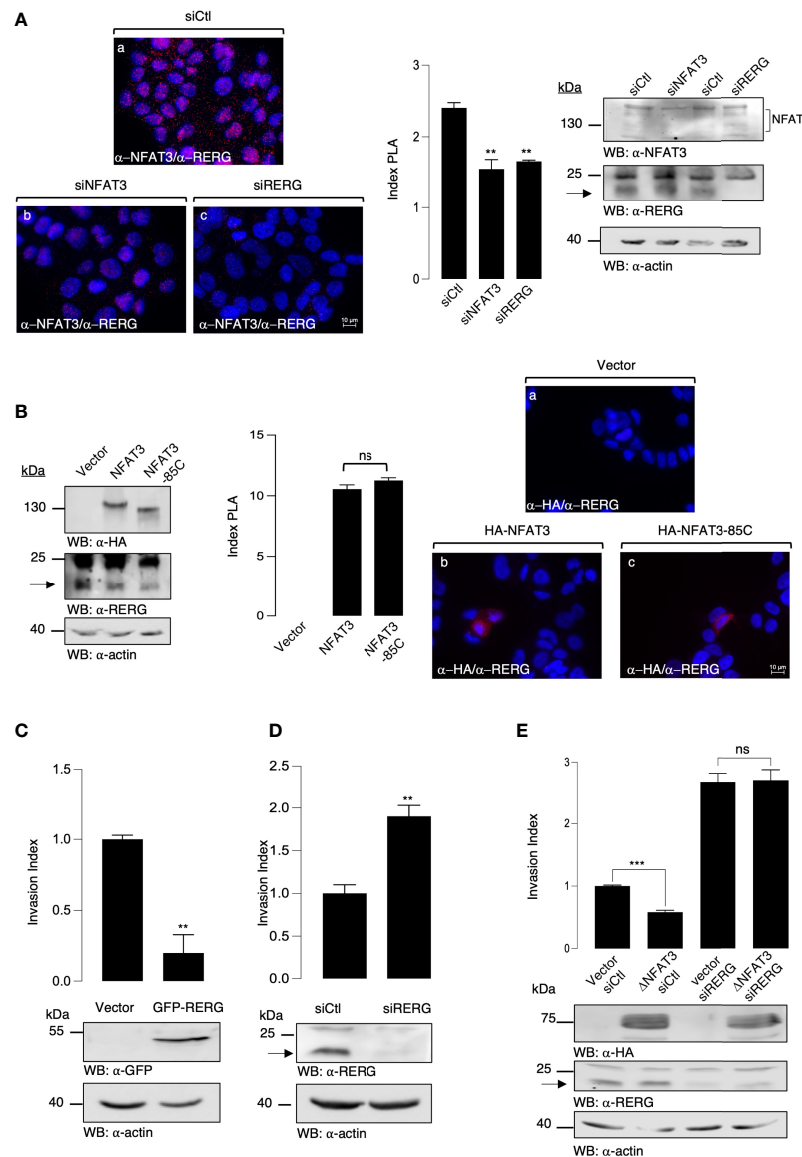 A
siCtl
a
α–NFAT3/α–RERG
siNFAT3
siRERG
b
α–NFAT3/α–RERG
c
α–NFAT3/α–RERG
10 µm
3
2
1
0
Index PLA
**
**
siCtl
siNFAT3
siRERG
kDa
siCtl
siNFAT3
siCtl
siRERG
130
NFAT
WB: α-NFAT3
25
WB: α-RERG
40
WB: α-actin
B
kDa
Vector
NFAT3
NFAT3
-85C
130
WB: α-HA
25
WB: α-RERG
40
WB: α-actin
15
10
5
0
Index PLA
ns
Vector
NFAT3
NFAT3
-85C
Vector
a
α–HA/α–RERG
HA-NFAT3
HA-NFAT3-85C
b
α–HA/α–RERG
c
α–HA/α–RERG
10 µm
C
1.5
1.0
0.5
0.0
Invasion Index
**
Vector
GFP-RERG
kDa
55
WB: α-GFP
40
WB: α-actin
D
2.5
2.0
1.5
1.0
0.5
0.0
Invasion Index
**
siCtl
siRERG
kDa
25
WB: α-RERG
40
WB: α-actin
E
3
2
1
0
Invasion Index
***
ns
Vector
siCtl
ΔNFAT3
siCtl
vector
siRERG
ΔNFAT3
siRERG
kDa
75
WB: α-HA
25
WB: α-RERG
40
WB: α-actin